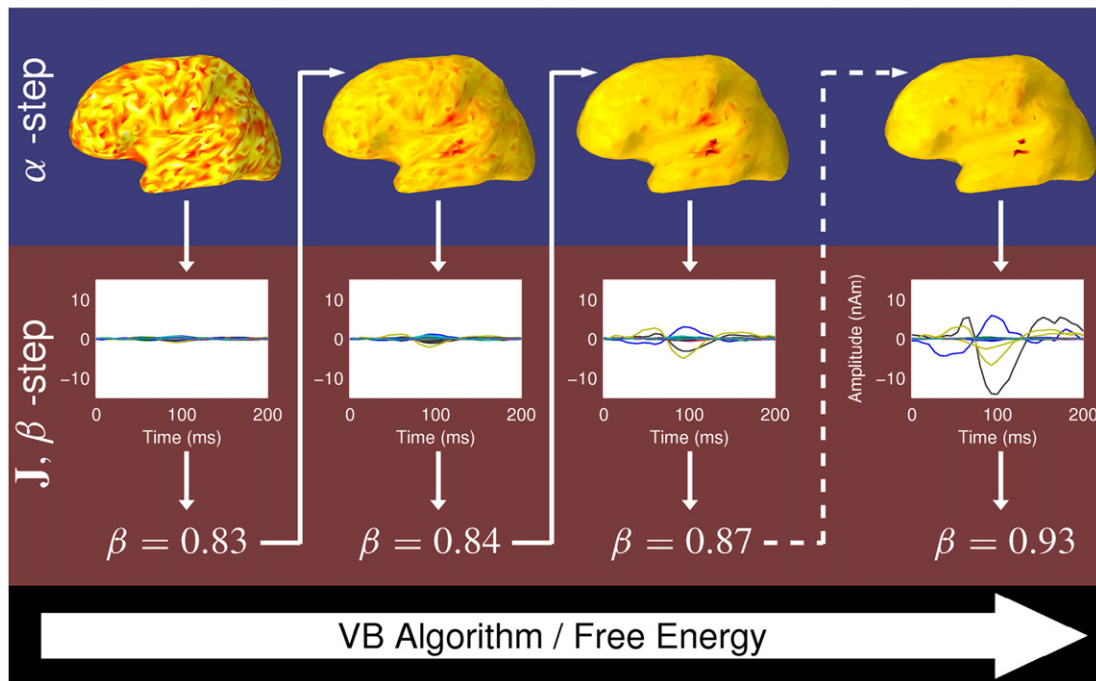 α -step
J, β -step
10
0
−10
0
100
200
Time (ms)
10
0
−10
0
100
200
Time (ms)
10
0
−10
0
100
200
Time (ms)
Amplitude (nAm)
10
0
−10
0
100
200
Time (ms)
β = 0.83
β = 0.84
β = 0.87
β = 0.93
VB Algorithm / Free Energy